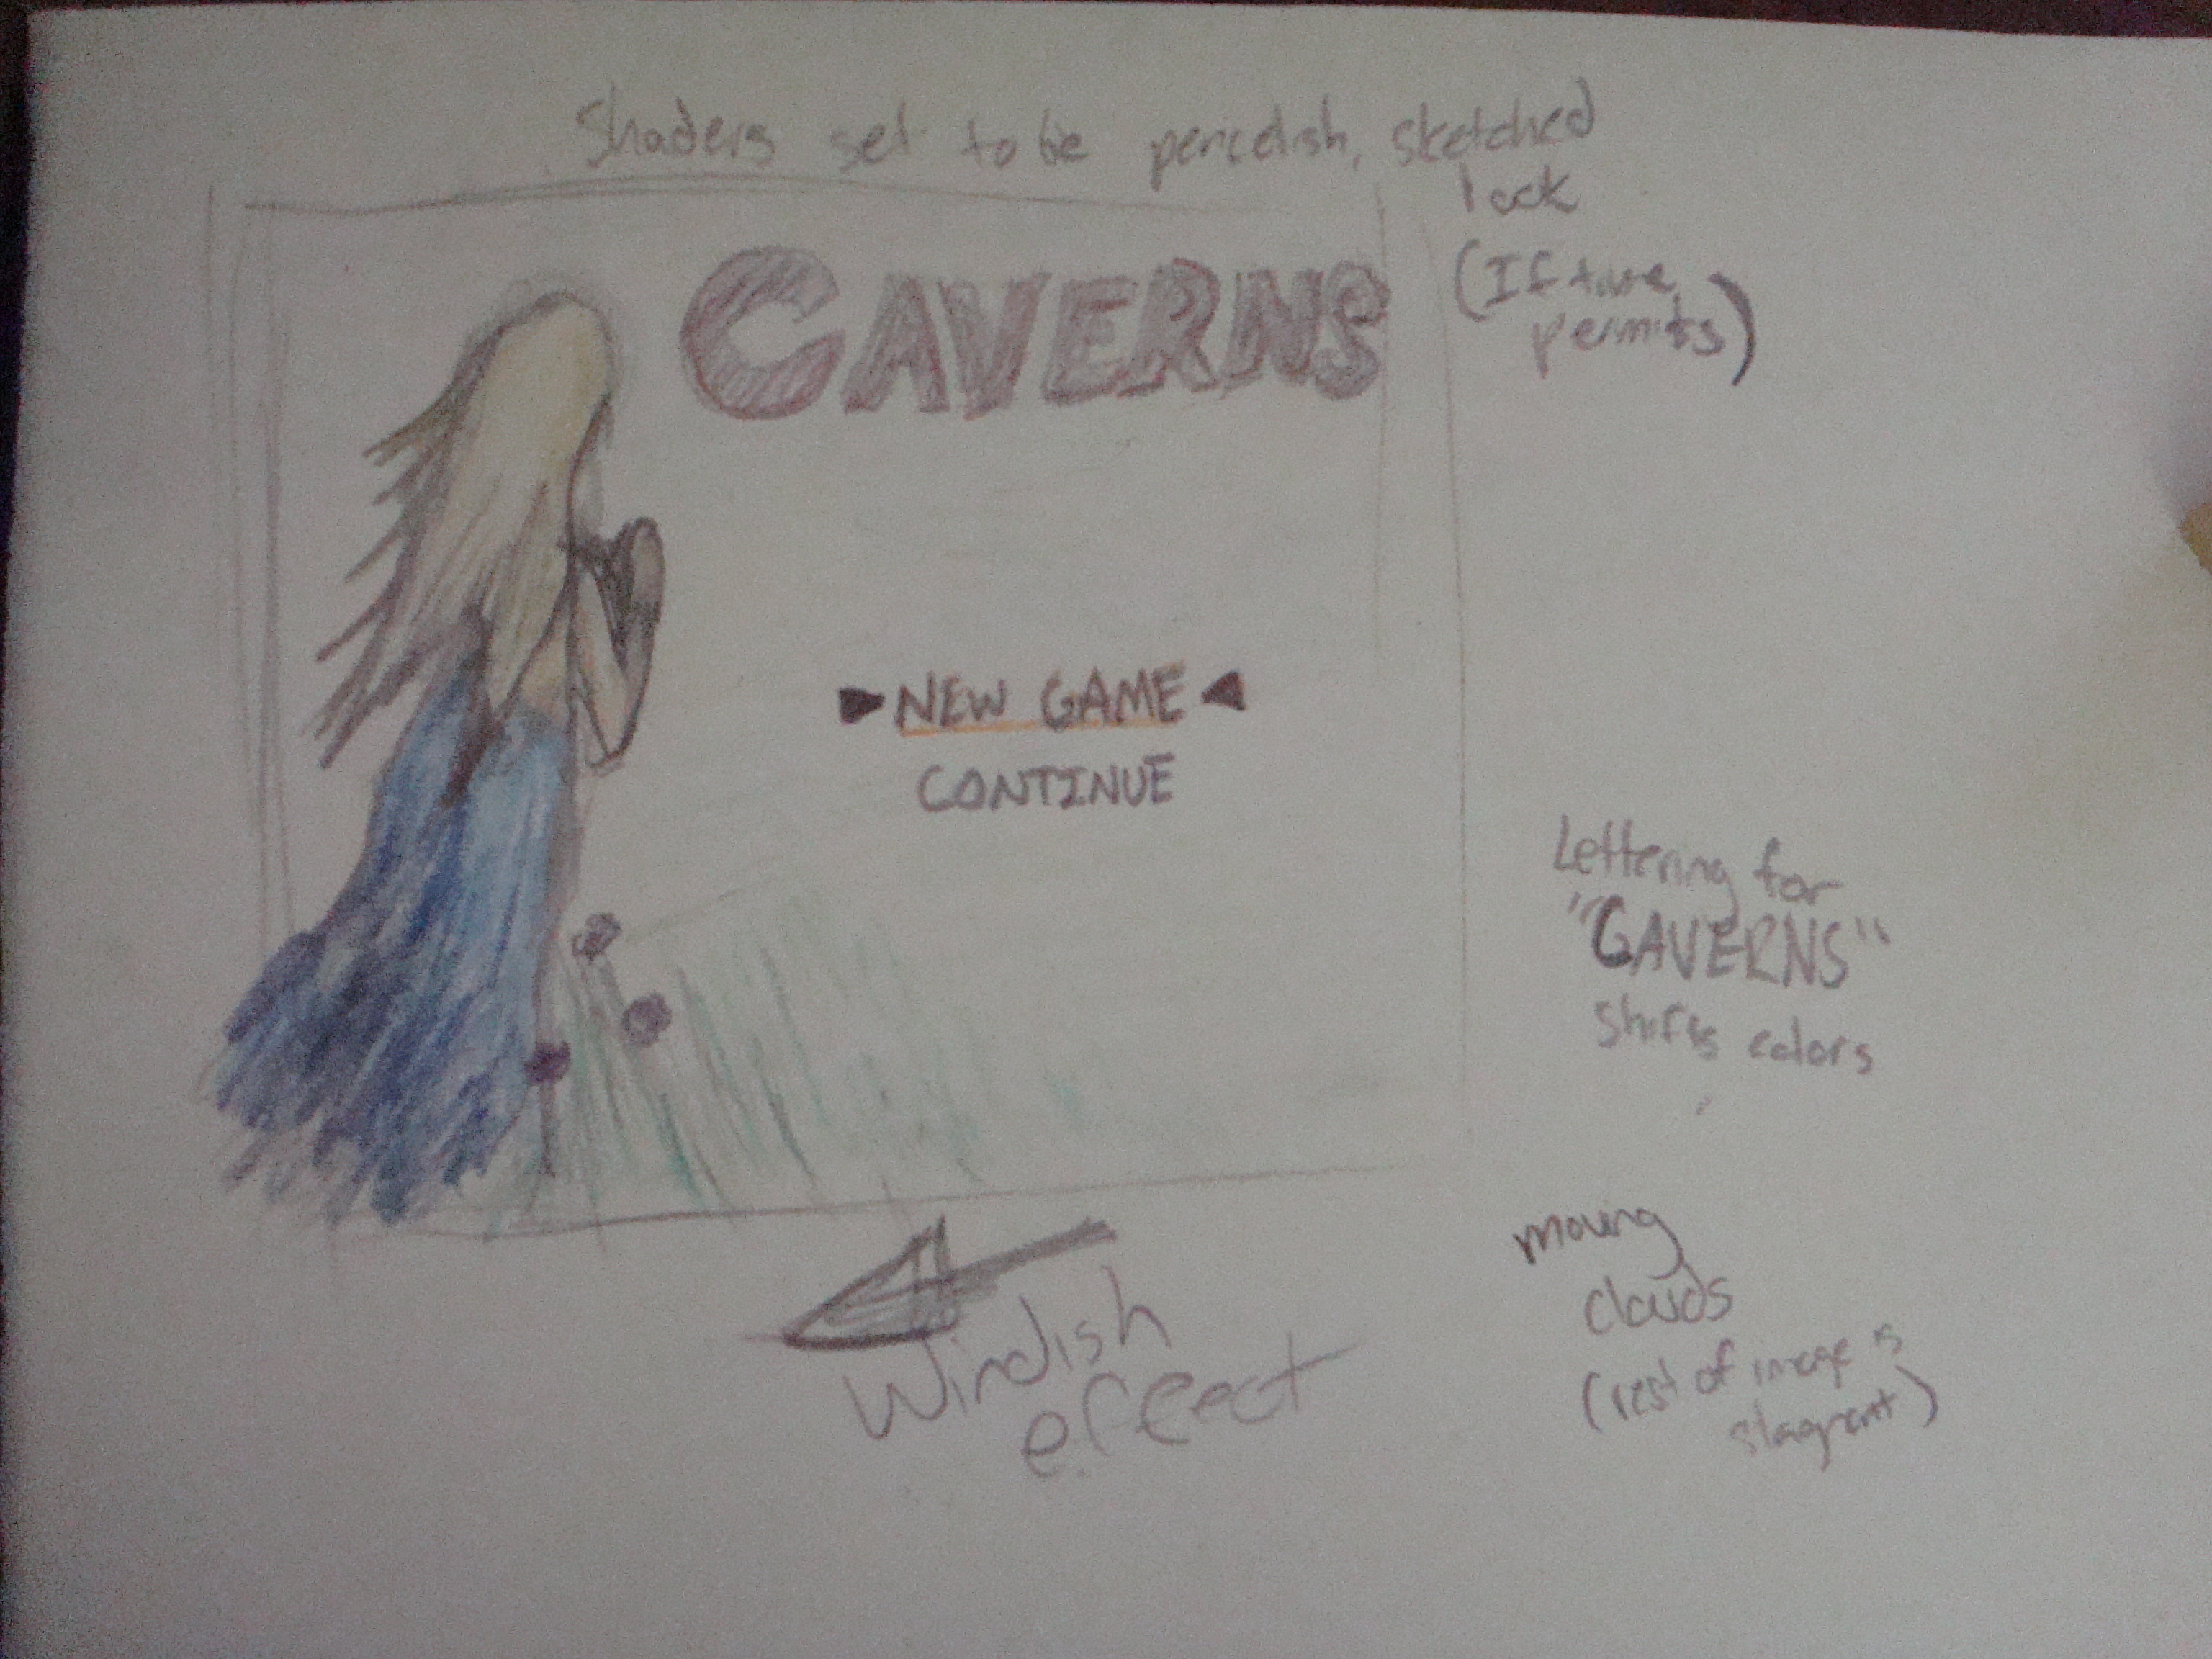 Shaders set to be pencelish, sketched
look
(If time
permits)
CAVERNS
NEW GAME
CONTINUE
Lettering for
"CAVERNS"
shifts colors
Windish
effect
moving
clouds
(rest of image is
stagnant)